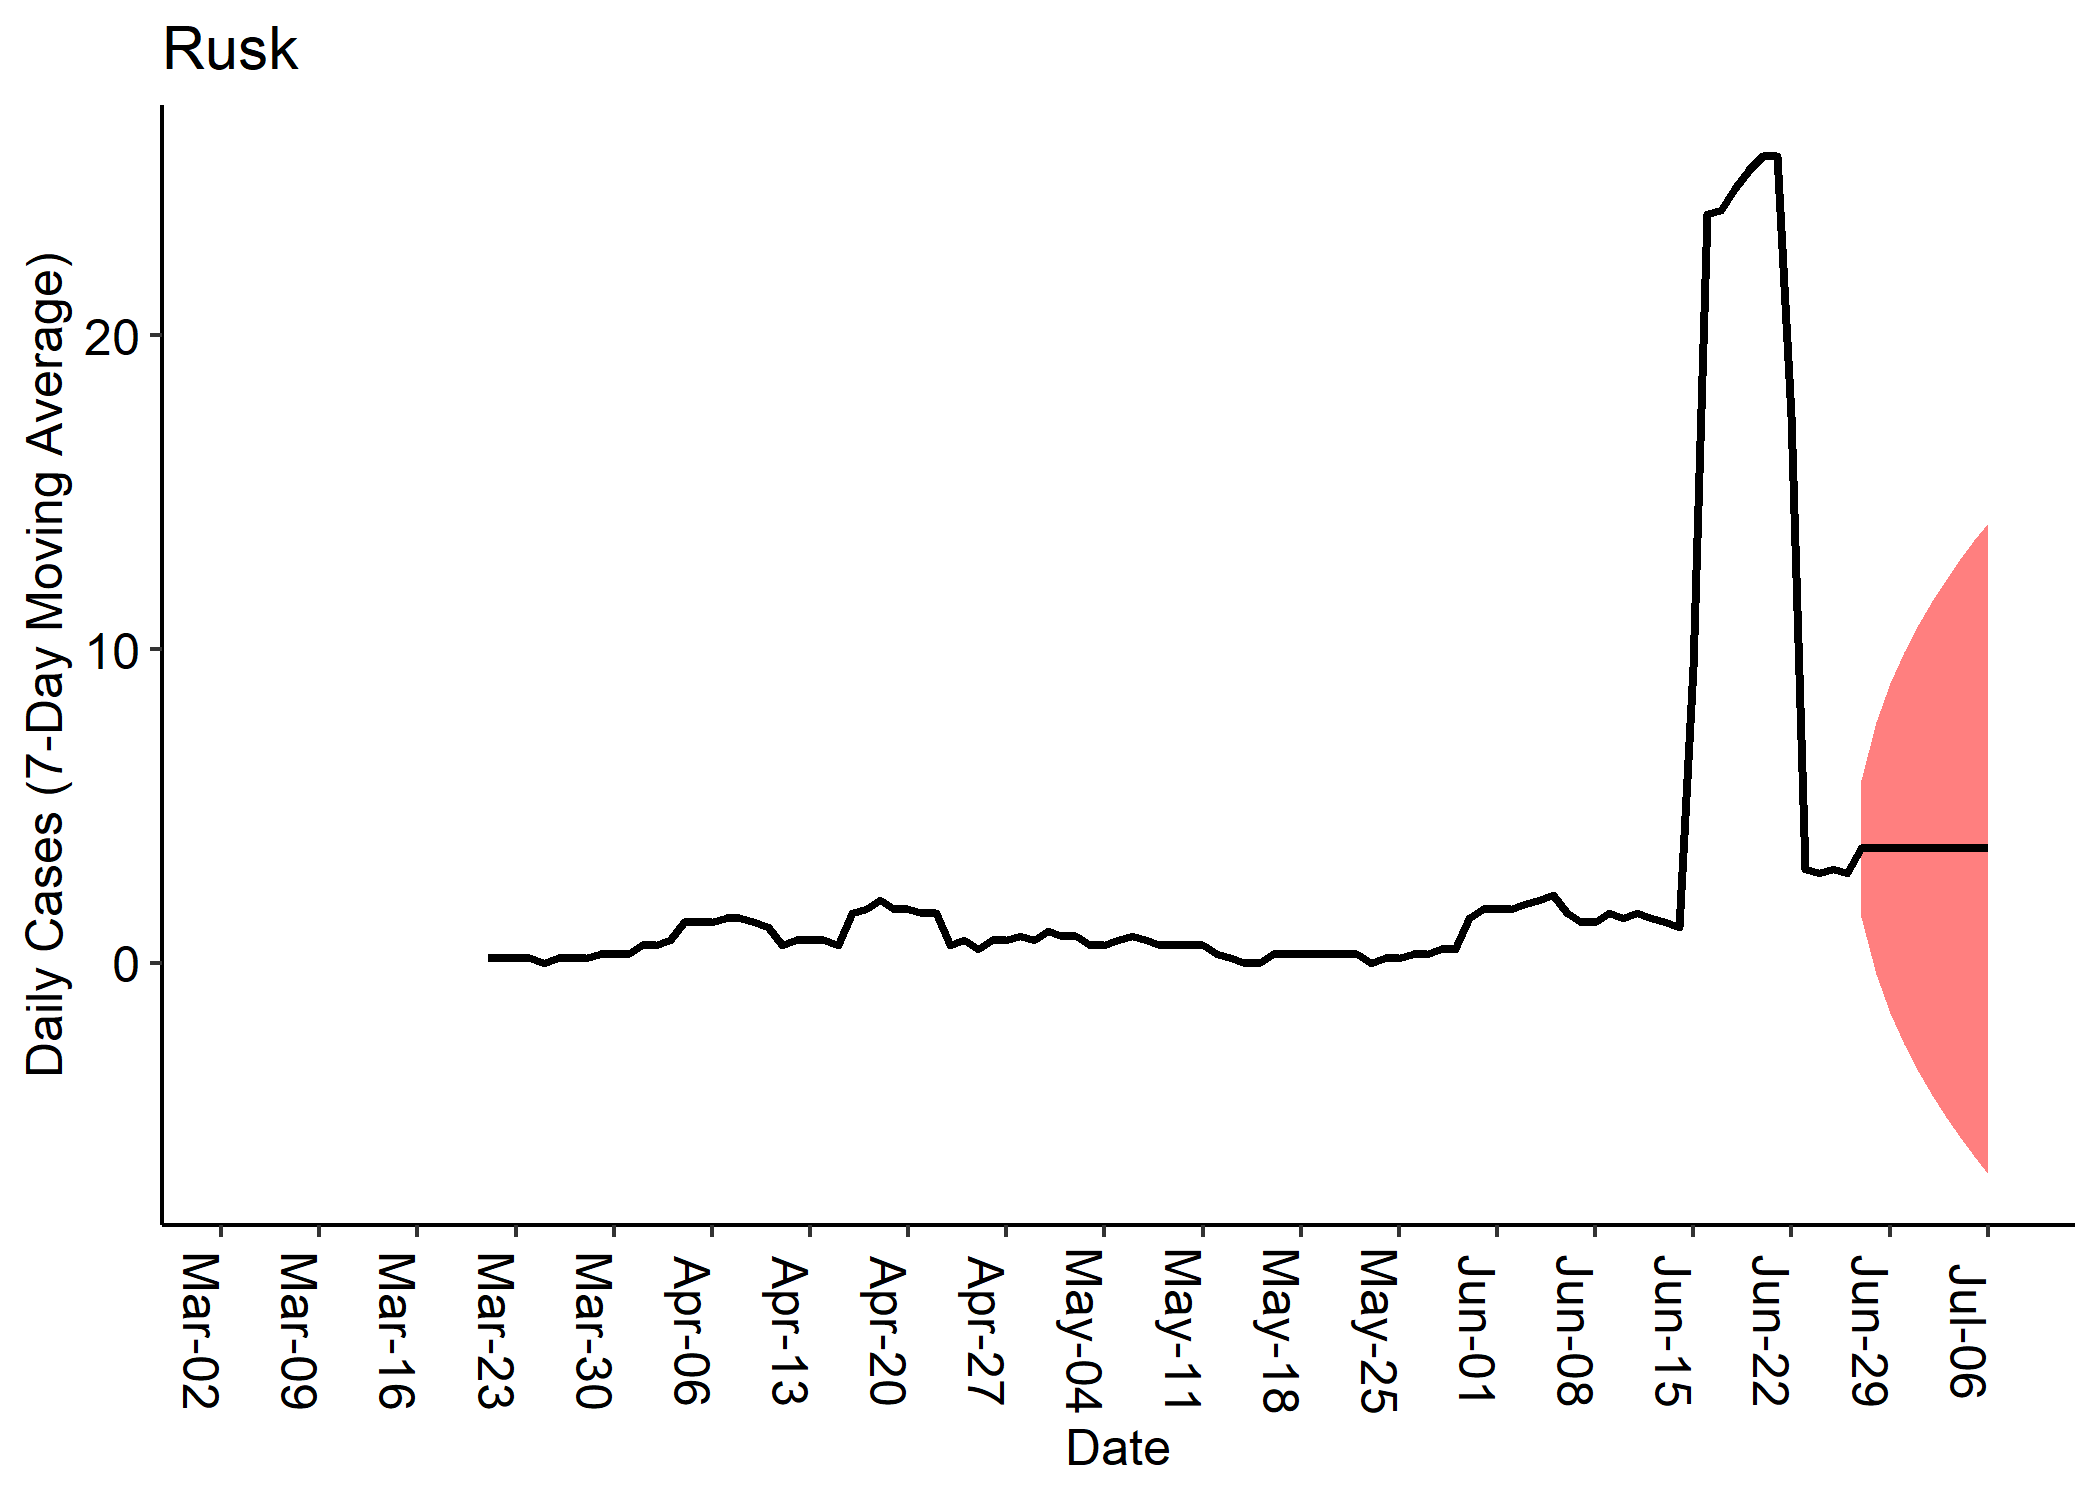 Rusk
Daily Cases (7-Day Moving Average)
20
10
0
Mar-02
Mar-09
Mar-16
Mar-23
Mar-30
Apr-06
Apr-13
Apr-20
Apr-27
May-04
May-11
May-18
May-25
Jun-01
Jun-08
Jun-15
Jun-22
Jun-29
Jul-06
Date